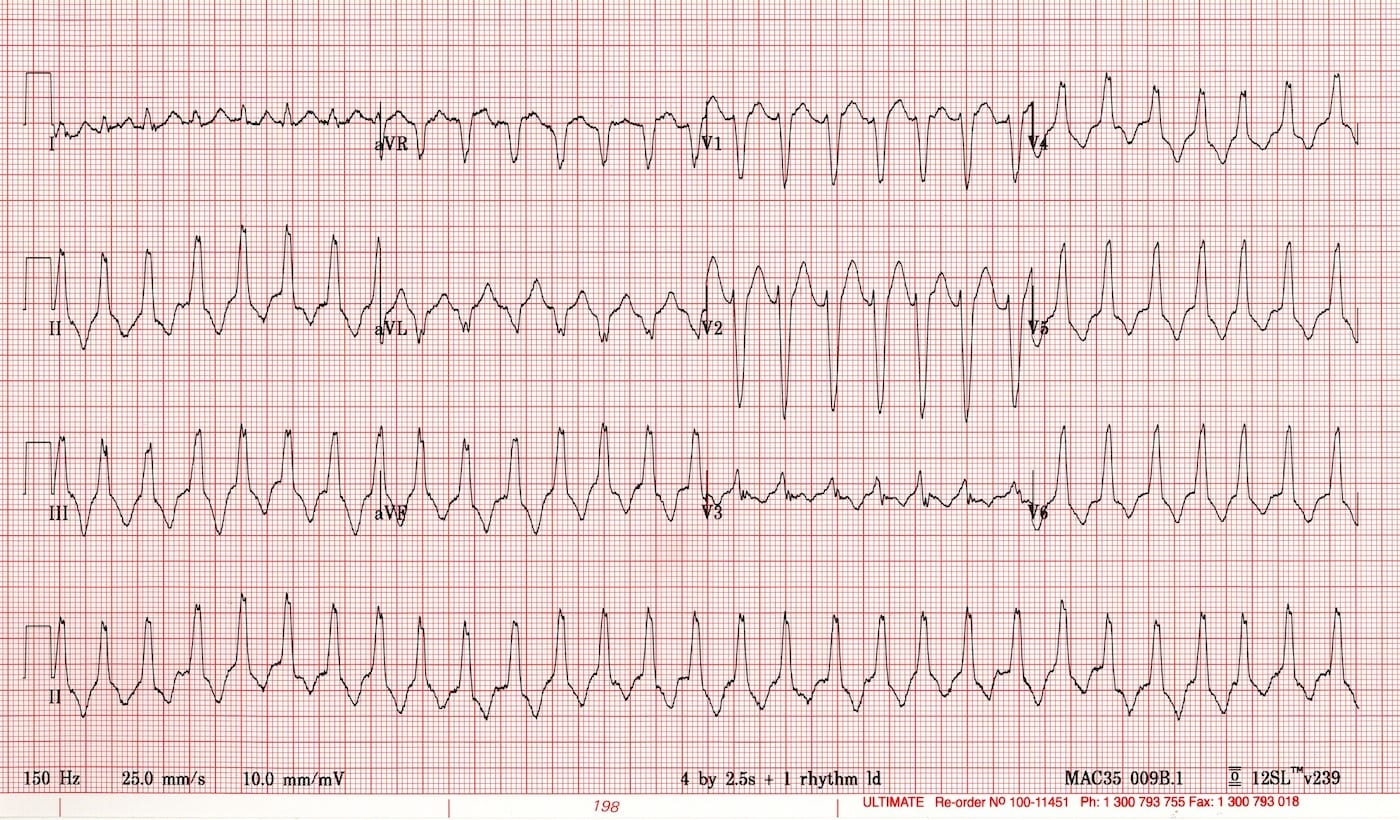 I aVR V1 V4
II aVL V2 V5
III aVF V3 V6
II
150 Hz 25.0 mm/s 10.0 mm/mV 4 by 2.5s + 1 rhythm ld MAC35 009B.1 12SL™v239
198 ULTIMATE Re-order Nº 100-11451 Ph: 1 300 793 755 Fax: 1 300 793 018